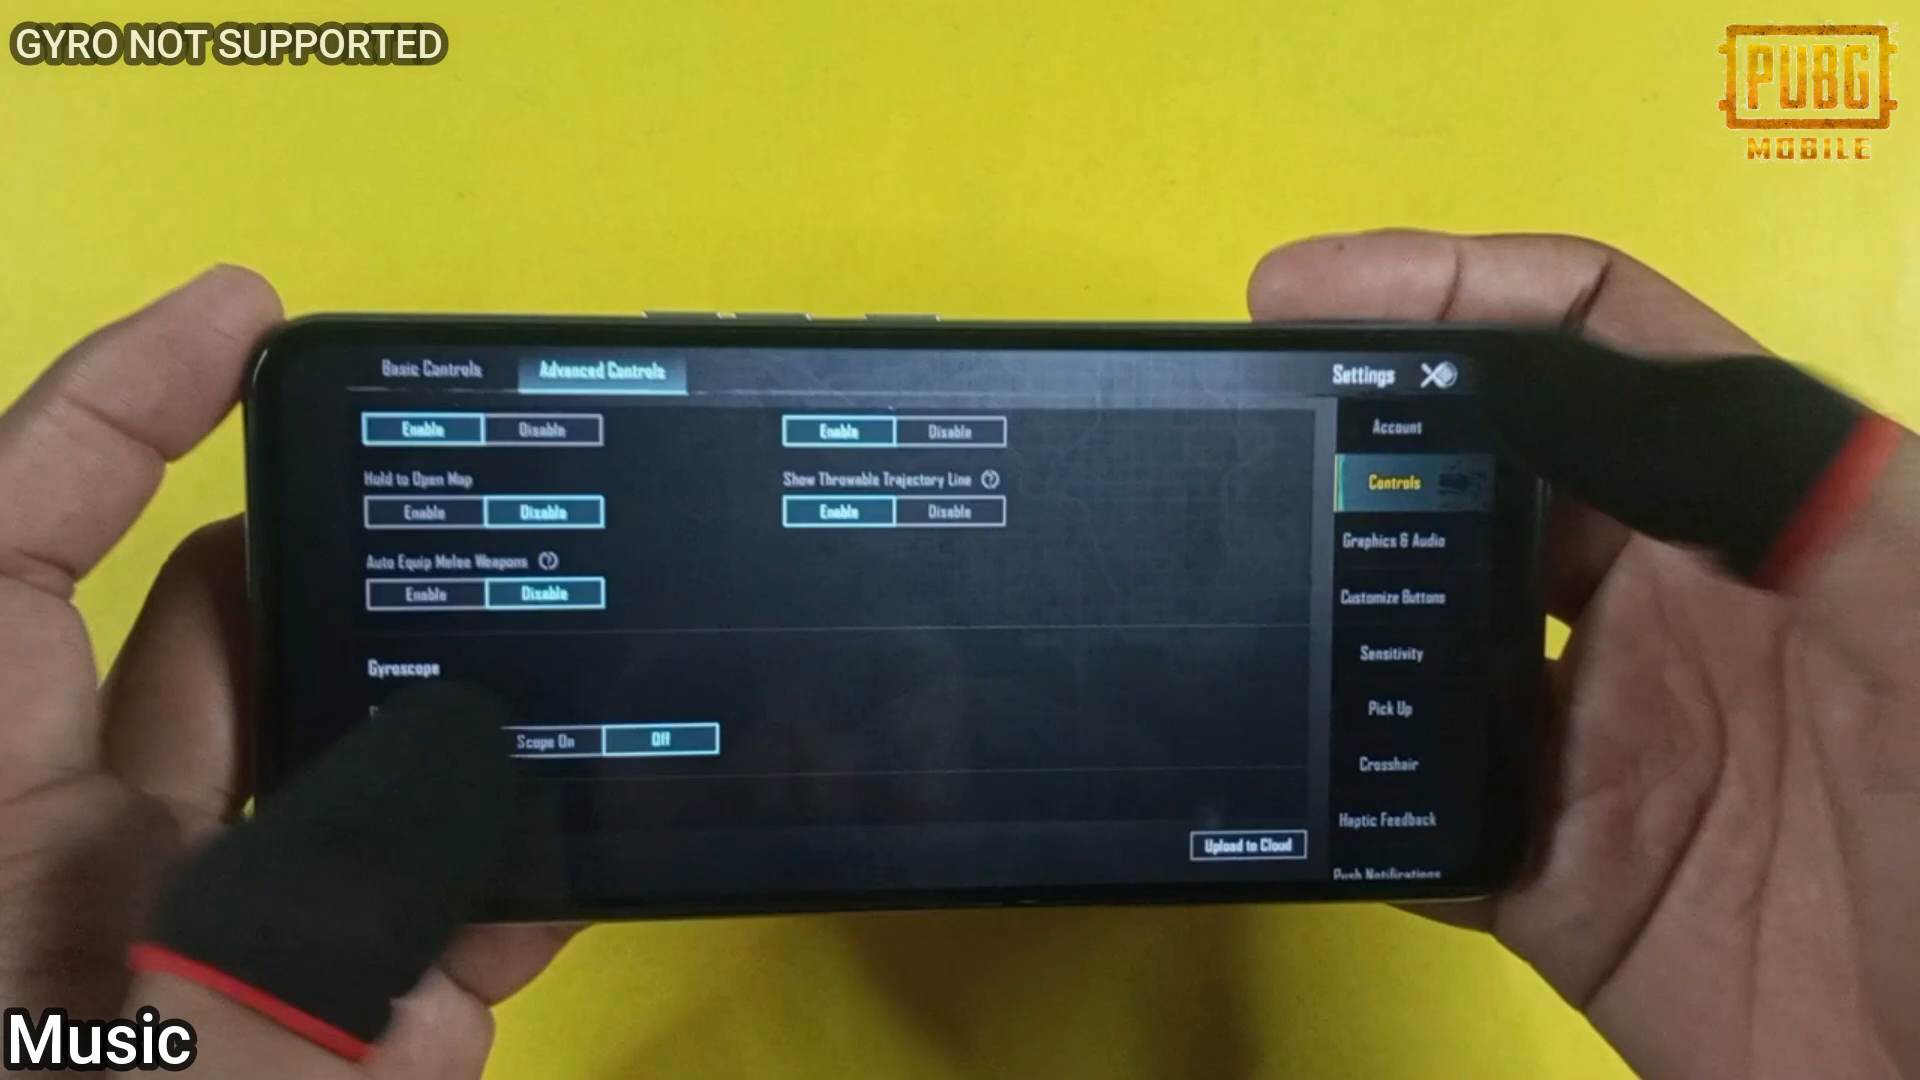 GYRO NOT SUPPORTED
PUBG
MOBILE
Basic Controls
Advanced Controls
Settings
Enable
Disable
Enable
Disable
Account
Hold to Open Map
Show Throwable Trajectory Line ?
Controls
Enable
Disable
Enable
Disable
Graphics & Audio
Auto Equip Melee Weapons ?
Enable
Disable
Customize Buttons
Gyroscope
Sensitivity
Pick Up
Scope On
Off
Crosshair
Haptic Feedback
Upload to Cloud
Push Notifications
Music